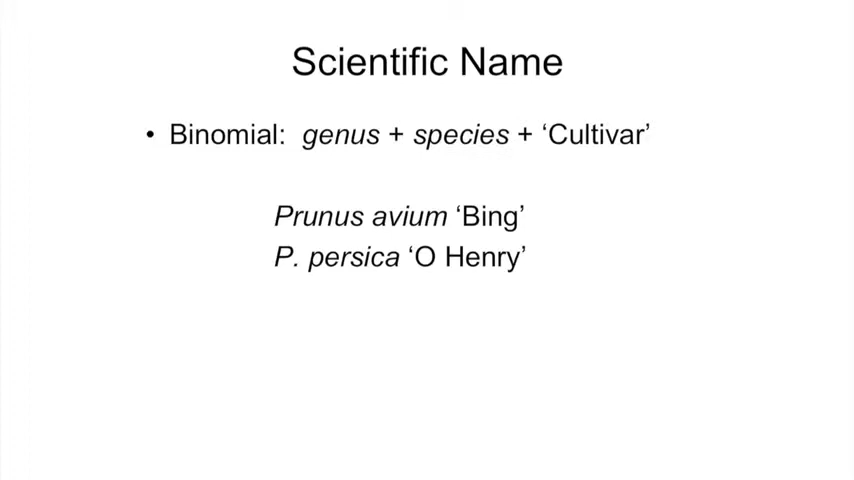 Scientific Name
• Binomial: genus + species + ‘Cultivar’
Prunus avium ‘Bing’
P. persica ‘O Henry’